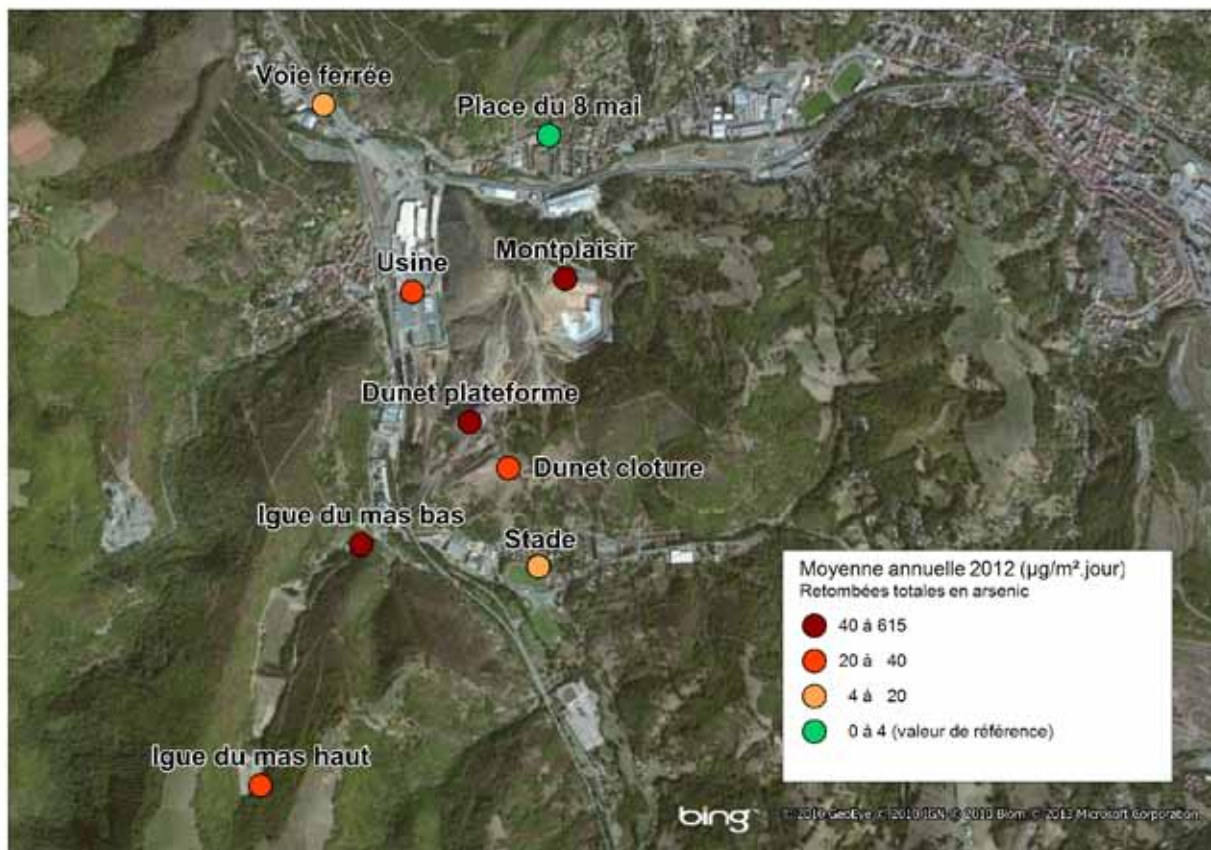 Voie ferrée
Place du 8 mai
Usine
Montplaisir
Dunet plateforme
Dunet cloture
Igue du mas bas
Stade
Igue du mas haut
Moyenne annuelle 2012 (µg/m².jour)
Retombées totales en arsenic
40 à 615
20 à 40
4 à 20
0 à 4 (valeur de référence)
bing™
© 2010 GeoEye © 2010 IGN © 2010 Blom © 2013 Microsoft Corporation